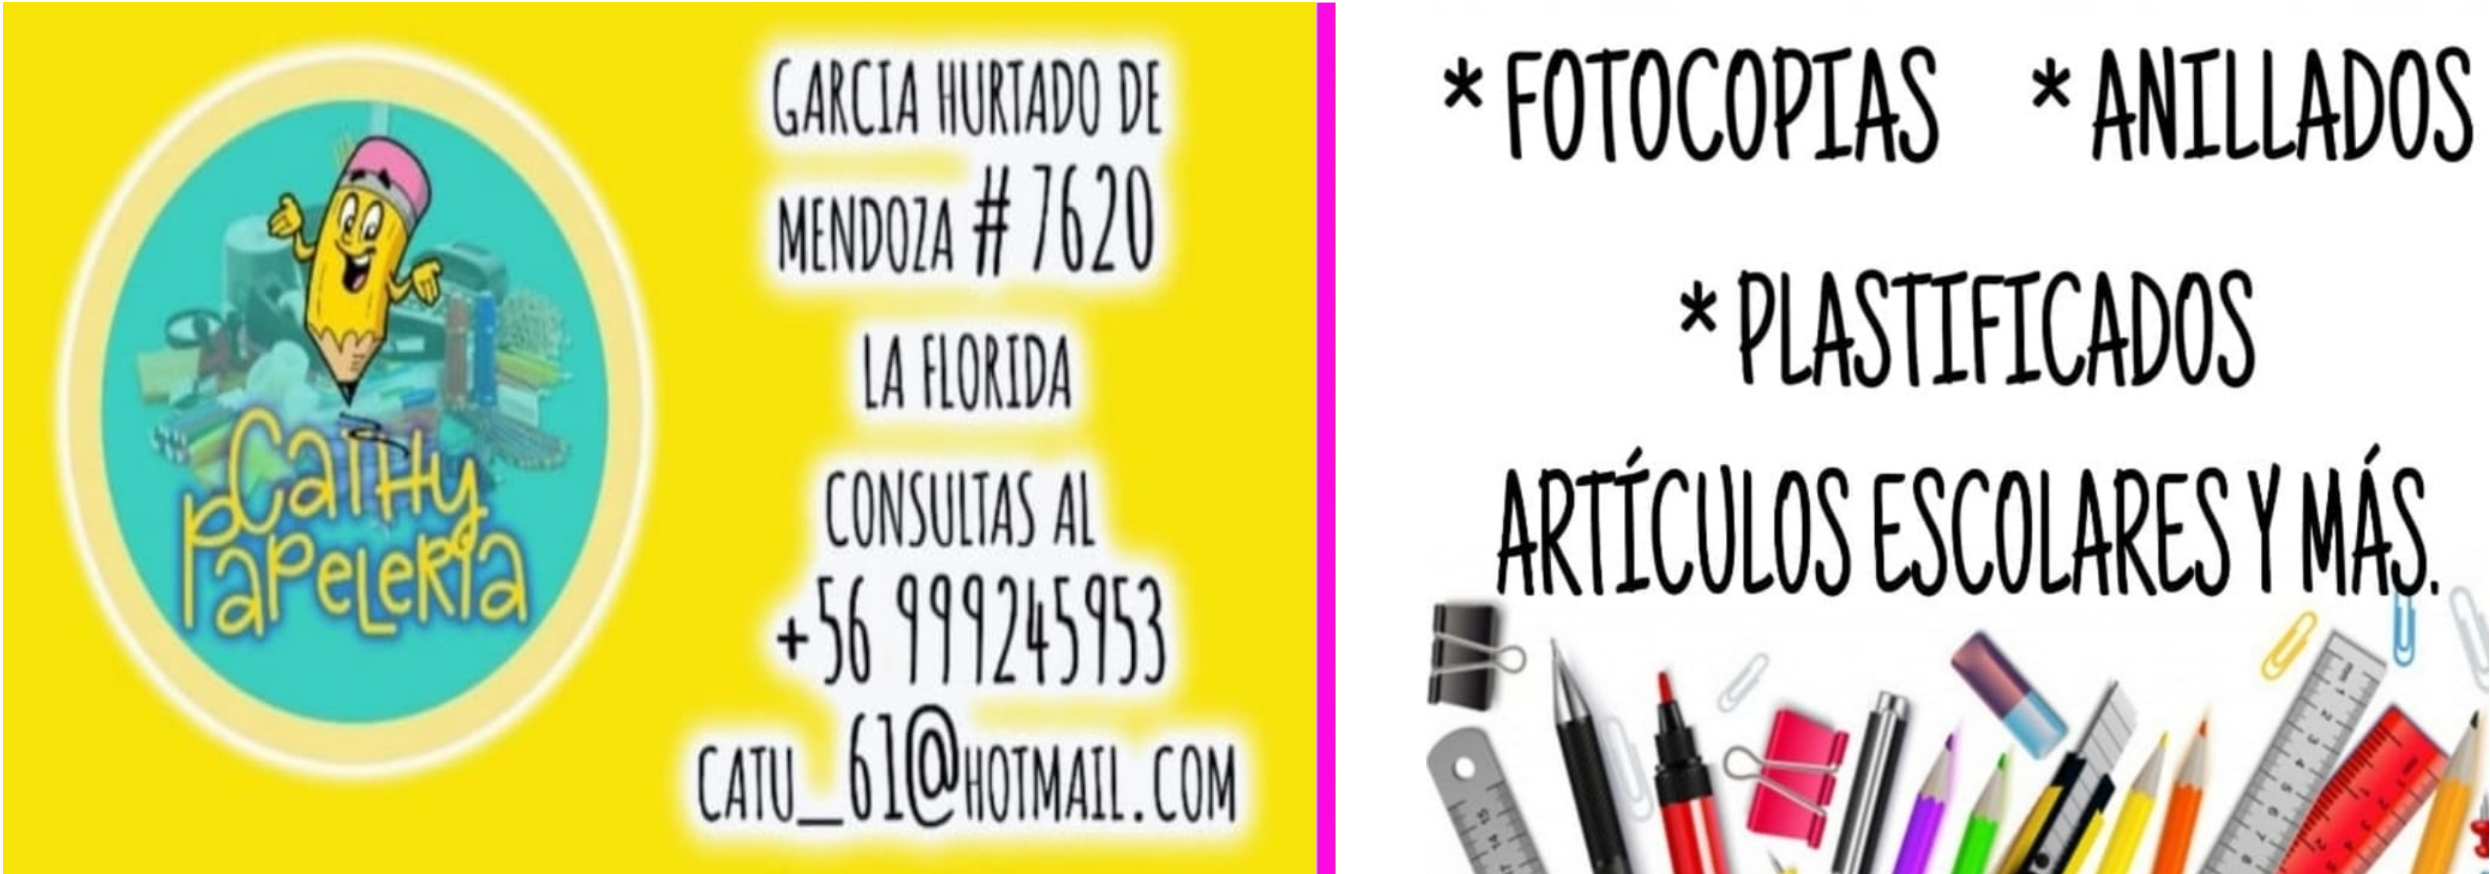 Cathy
Papelería
GARCIA HURTADO DE
MENDOZA # 7620
LA FLORIDA
CONSULTAS AL
+56 999245953
CATU_61@HOTMAIL.COM
* FOTOCOPIAS * ANILLADOS
* PLASTIFICADOS
ARTÍCULOS ESCOLARES Y MÁS.